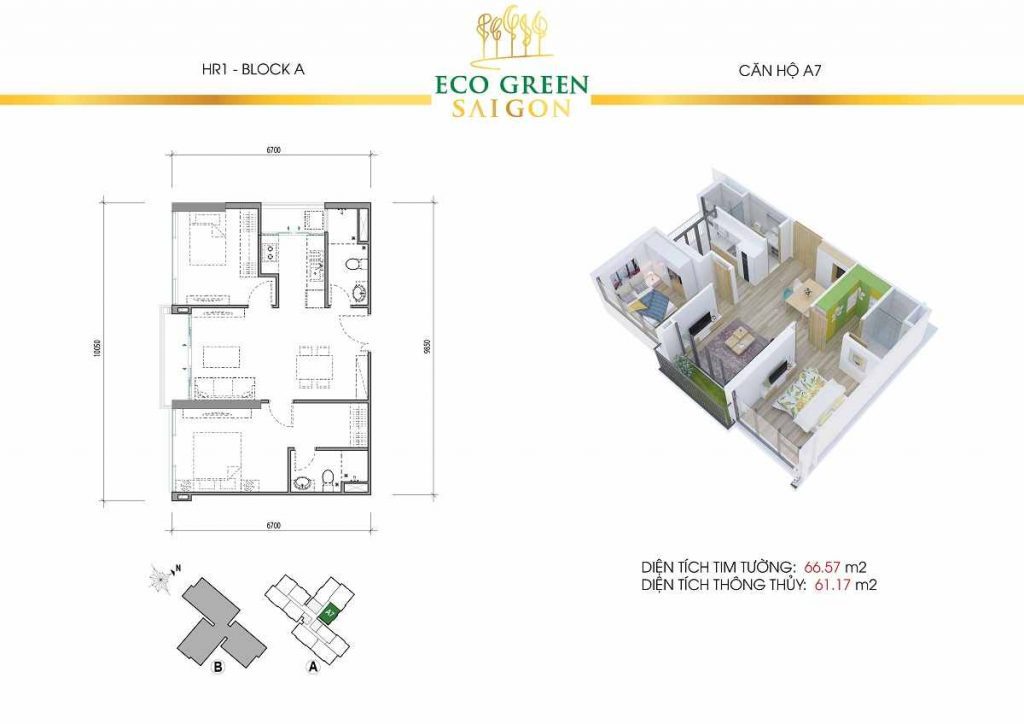 HR1 - BLOCK A
ECO GREEN
SAIGON
CĂN HỘ A7
6700
10050
9850
6700
DIỆN TÍCH TIM TƯỜNG: 66.57 m2
DIỆN TÍCH THÔNG THỦY: 61.17 m2
N
A7
B
A